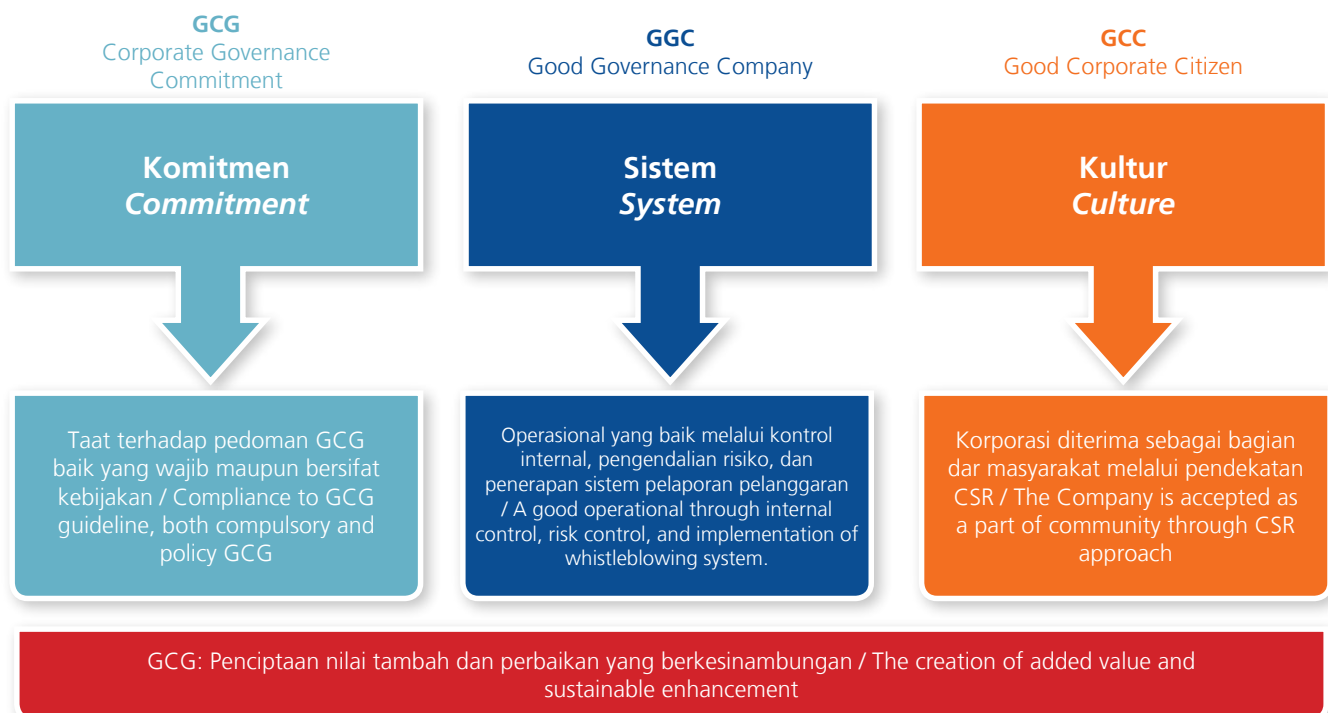 GCG
Corporate Governance
Commitment
Komitmen
Commitment
Taat terhadap pedoman GCG
baik yang wajib maupun bersifat
kebijakan / Compliance to GCG
guideline, both compulsory and
policy GCG
GGC
Good Governance Company
Sistem
System
Operasional yang baik melalui kontrol
internal, pengendalian risiko, dan
penerapan sistem pelaporan pelanggaran
/ A good operational through internal
control, risk control, and implementation of
whistleblowing system.
GCC
Good Corporate Citizen
Kultur
Culture
Korporasi diterima sebagai bagian
dar masyarakat melalui pendekatan
CSR / The Company is accepted as
a part of community through CSR
approach
GCG: Penciptaan nilai tambah dan perbaikan yang berkesinambungan / The creation of added value and
sustainable enhancement